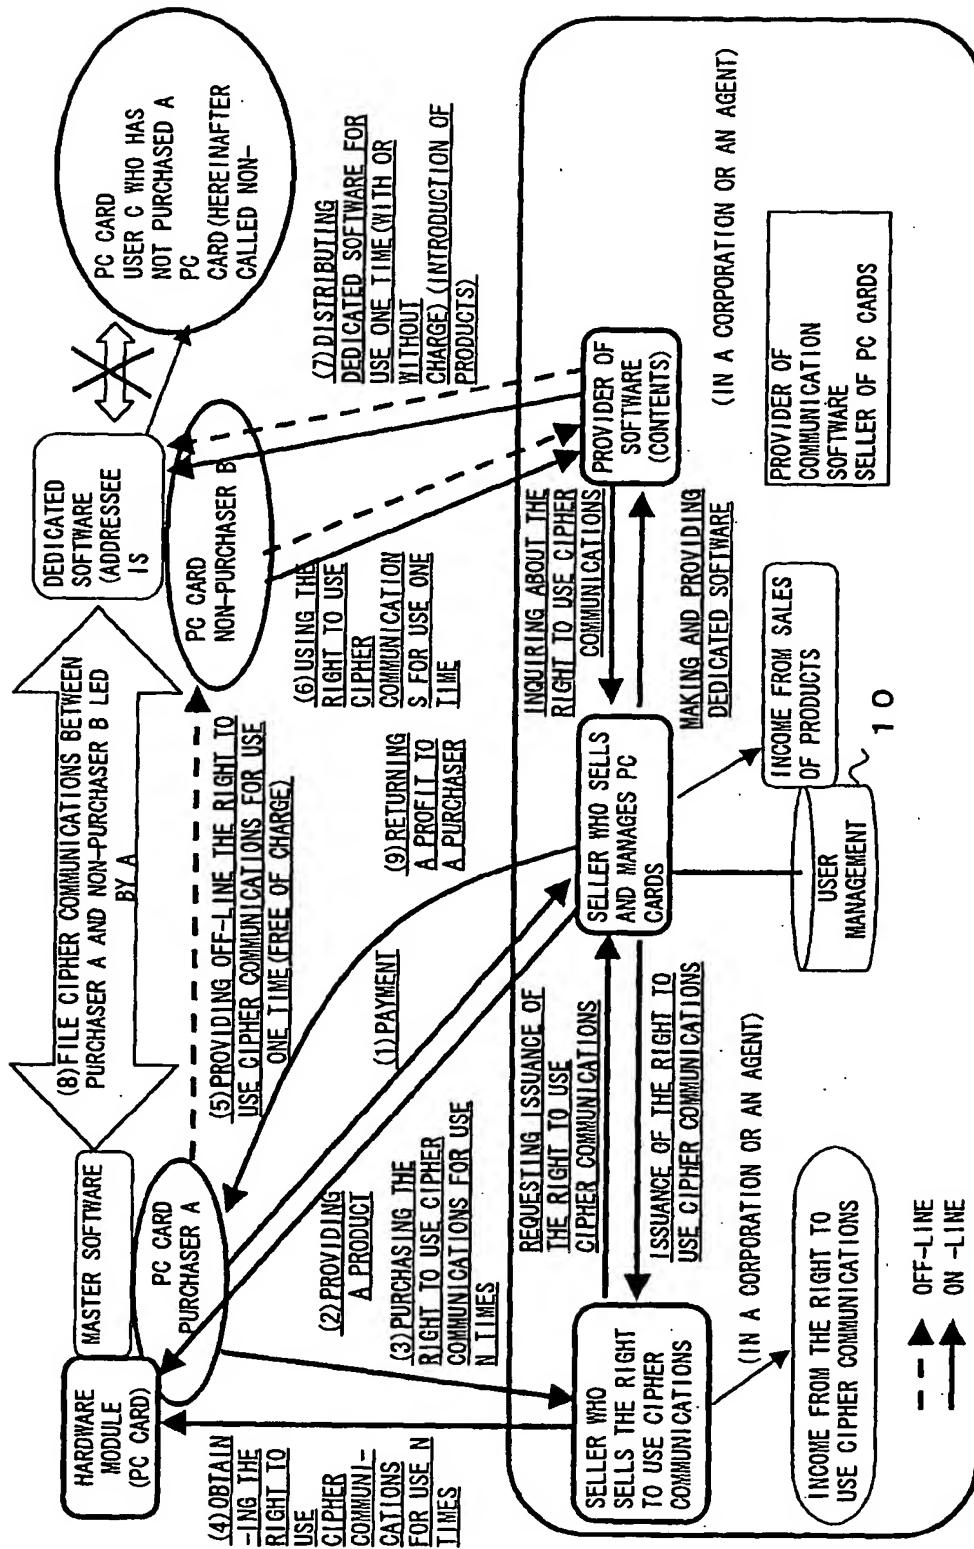 (8)FILE CIPHER COMMUNICATIONS BETWEEN
PURCHASER A AND NON-PURCHASER B LED
BY A
HARDWARE
MODULE
(PC CARD)
MASTER SOFTWARE
PC CARD
PURCHASER A
DEDICATED
SOFTWARE
(ADDRESSEE
IS
PC CARD
NON-PURCHASER B
PC CARD
USER C WHO HAS
NOT PURCHASED A
PC
CARD(HEREINAFTER
CALLED NON-
(5)PROVIDING OFF-LINE THE RIGHT TO
USE CIPHER COMMUNICATIONS FOR USE
ONE TIME(FREE OF CHARGE)
(4)OBTAIN
-ING THE
RIGHT TO
USE
CIPHER
COMMUNI-
CATIONS
FOR USE N
TIMES
(2)PROVIDING
A PRODUCT
(3)PURCHASING THE
RIGHT TO USE CIPHER
COMMUNICATIONS FOR USE
N TIMES
(1)PAYMENT
(9)RETURNING
A PROFIT TO
A PURCHASER
(6)USING THE
RIGHT TO USE
CIPHER
COMMUNICATION
S FOR USE ONE
TIME
(7)DISTRIBUTING
DEDICATED SOFTWARE FOR
USE ONE TIME(WITH OR
WITHOUT
CHARGE)(INTRODUCTION OF
PRODUCTS)
SELLER WHO
SELLS THE RIGHT
TO USE CIPHER
COMMUNICATIONS
REQUESTING ISSUANCE OF
THE RIGHT TO USE
CIPHER COMMUNICATIONS
ISSUANCE OF THE RIGHT TO
USE CIPHER COMMUNICATIONS
SELLER WHO SELLS
AND MANAGES PC
CARDS
INQUIRING ABOUT THE
RIGHT TO USE CIPHER
COMMUNICATIONS
MAKING AND PROVIDING
DEDICATED SOFTWARE
PROVIDER OF
SOFTWARE
(CONTENTS)
(IN A CORPORATION OR AN AGENT)
(IN A CORPORATION OR AN AGENT)
INCOME FROM THE RIGHT TO
USE CIPHER COMMUNICATIONS
USER
MANAGEMENT
10
INCOME FROM SALES
OF PRODUCTS
PROVIDER OF
COMMUNICATION
SOFTWARE
SELLER OF PC CARDS
OFF-LINE
ON -LINE